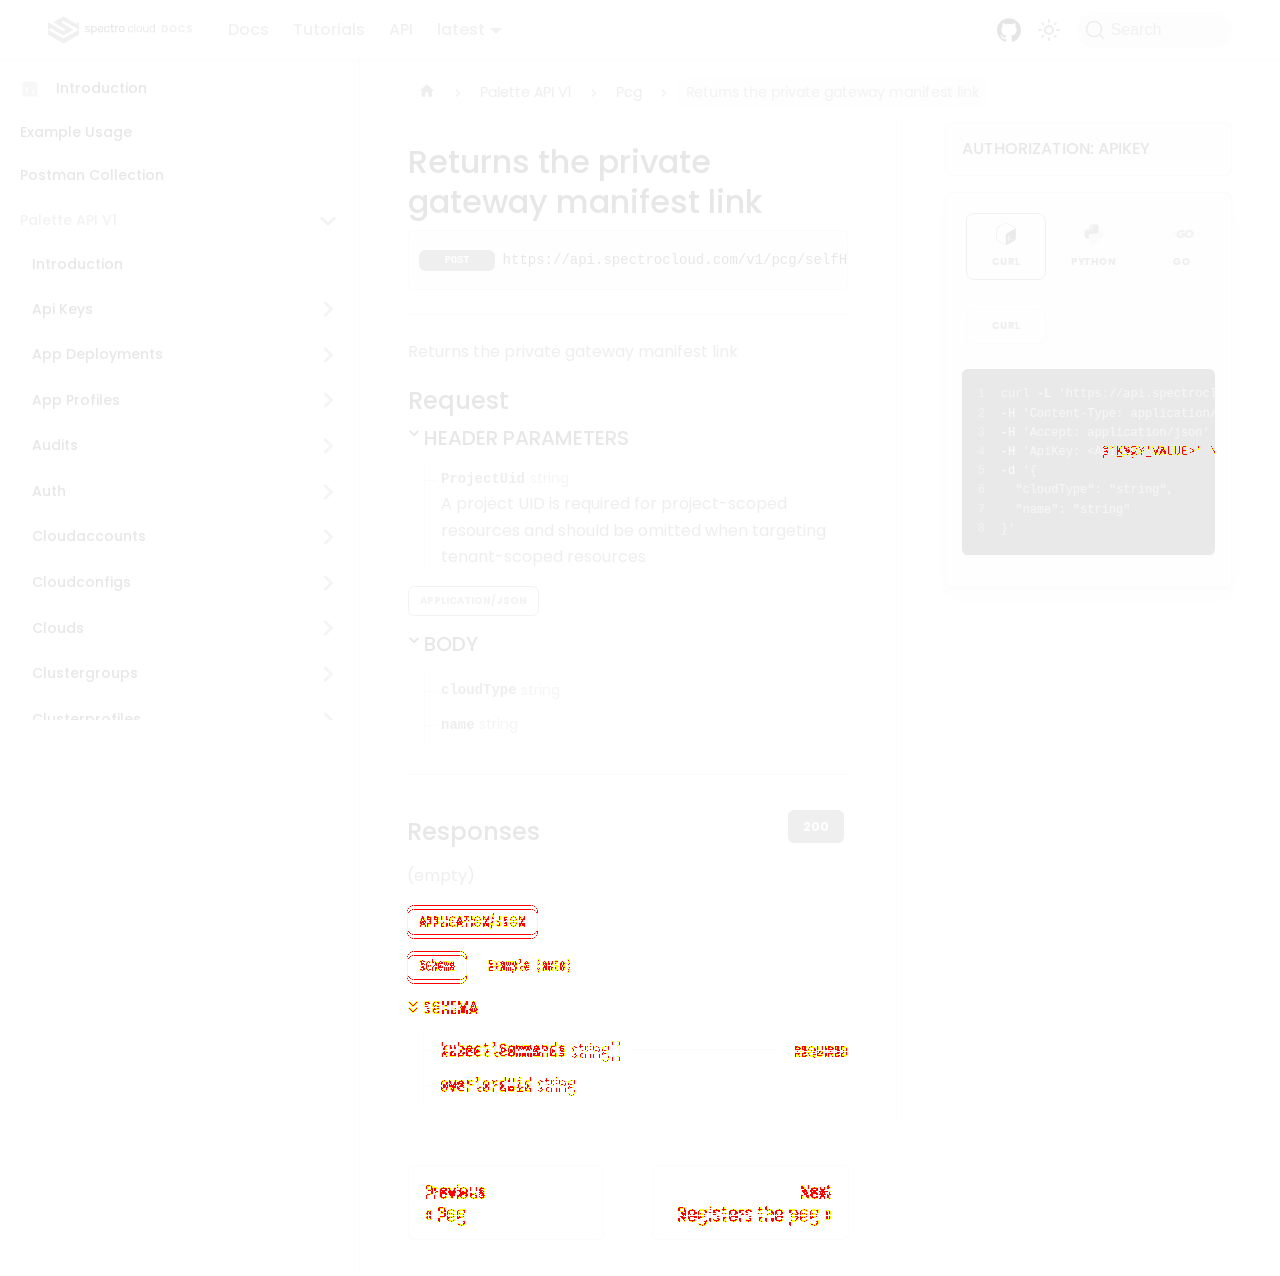 spectro cloud DOCS
Docs Tutorials API latest
Search
Introduction
Example Usage
Postman Collection
Palette API V1
Introduction
Api Keys
App Deployments
App Profiles
Audits
Auth
Cloudaccounts
Cloudconfigs
Clouds
Clustergroups
Clusterprofiles
Palette API V1 Pcg Returns the private gateway manifest link
Returns the private
gateway manifest link
POST https://api.spectrocloud.com/v1/pcg/selfH
Returns the private gateway manifest link
Request
HEADER PARAMETERS
ProjectUid string
A project UID is required for project-scoped
resources and should be omitted when targeting
tenant-scoped resources
APPLICATION/JSON
BODY
cloudType string
name string
Responses
200
(empty)
APPLICATION/JSON
Schema Example (auto)
SCHEMA
string[] REQUIRED
overlordUid string
Previous
« Pcg
Next
Registers the pcg »
AUTHORIZATION: APIKEY
CURL PYTHON GO
-GO
CURL
1 curl -L 'https://api.spectrocl
2 -H 'Content-Type: application/
3 -H 'Accept: application/json'
4 -H 'ApiKey: VALUE>' \
5 -d '{
6 "cloudType": "string",
7 "name": "string"
8 }'